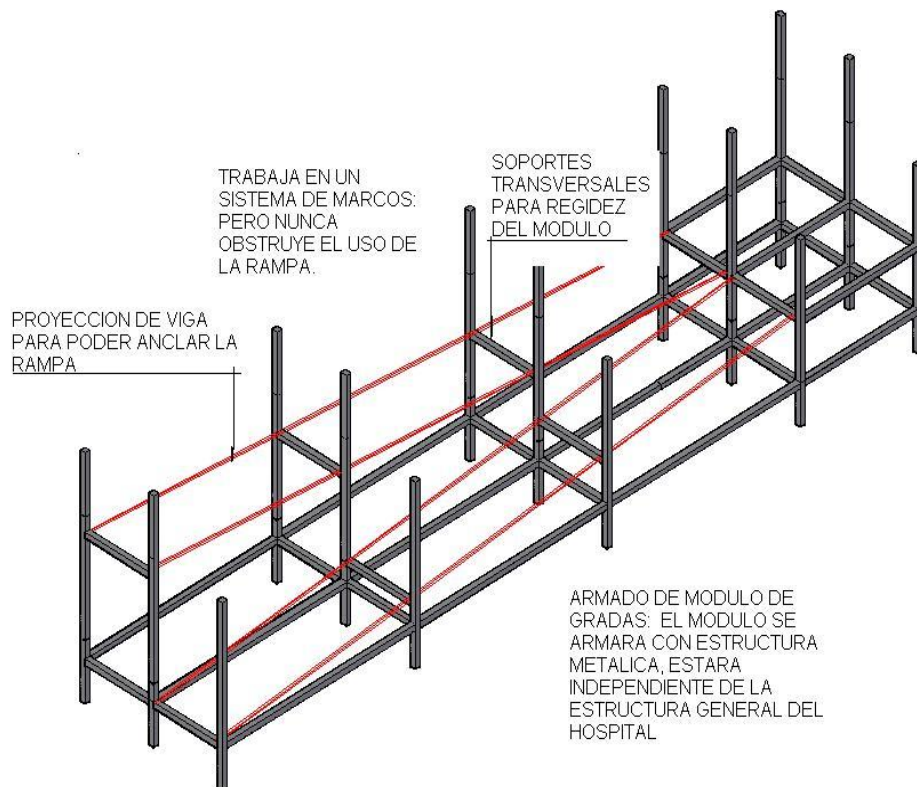 TRABAJA EN UN
SISTEMA DE MARCOS:
PERO NUNCA
OBSTRUYE EL USO DE
LA RAMPA.
SOPORTES
TRANSVERSALES
PARA REGIDEZ
DEL MODULO
PROYECCION DE VIGA
PARA PODER ANCLAR LA
RAMPA
ARMADO DE MODULO DE
GRADAS: EL MODULO SE
ARMARA CON ESTRUCTURA
METALICA, ESTARA
INDEPENDIENTE DE LA
ESTRUCTURA GENERAL DEL
HOSPITAL